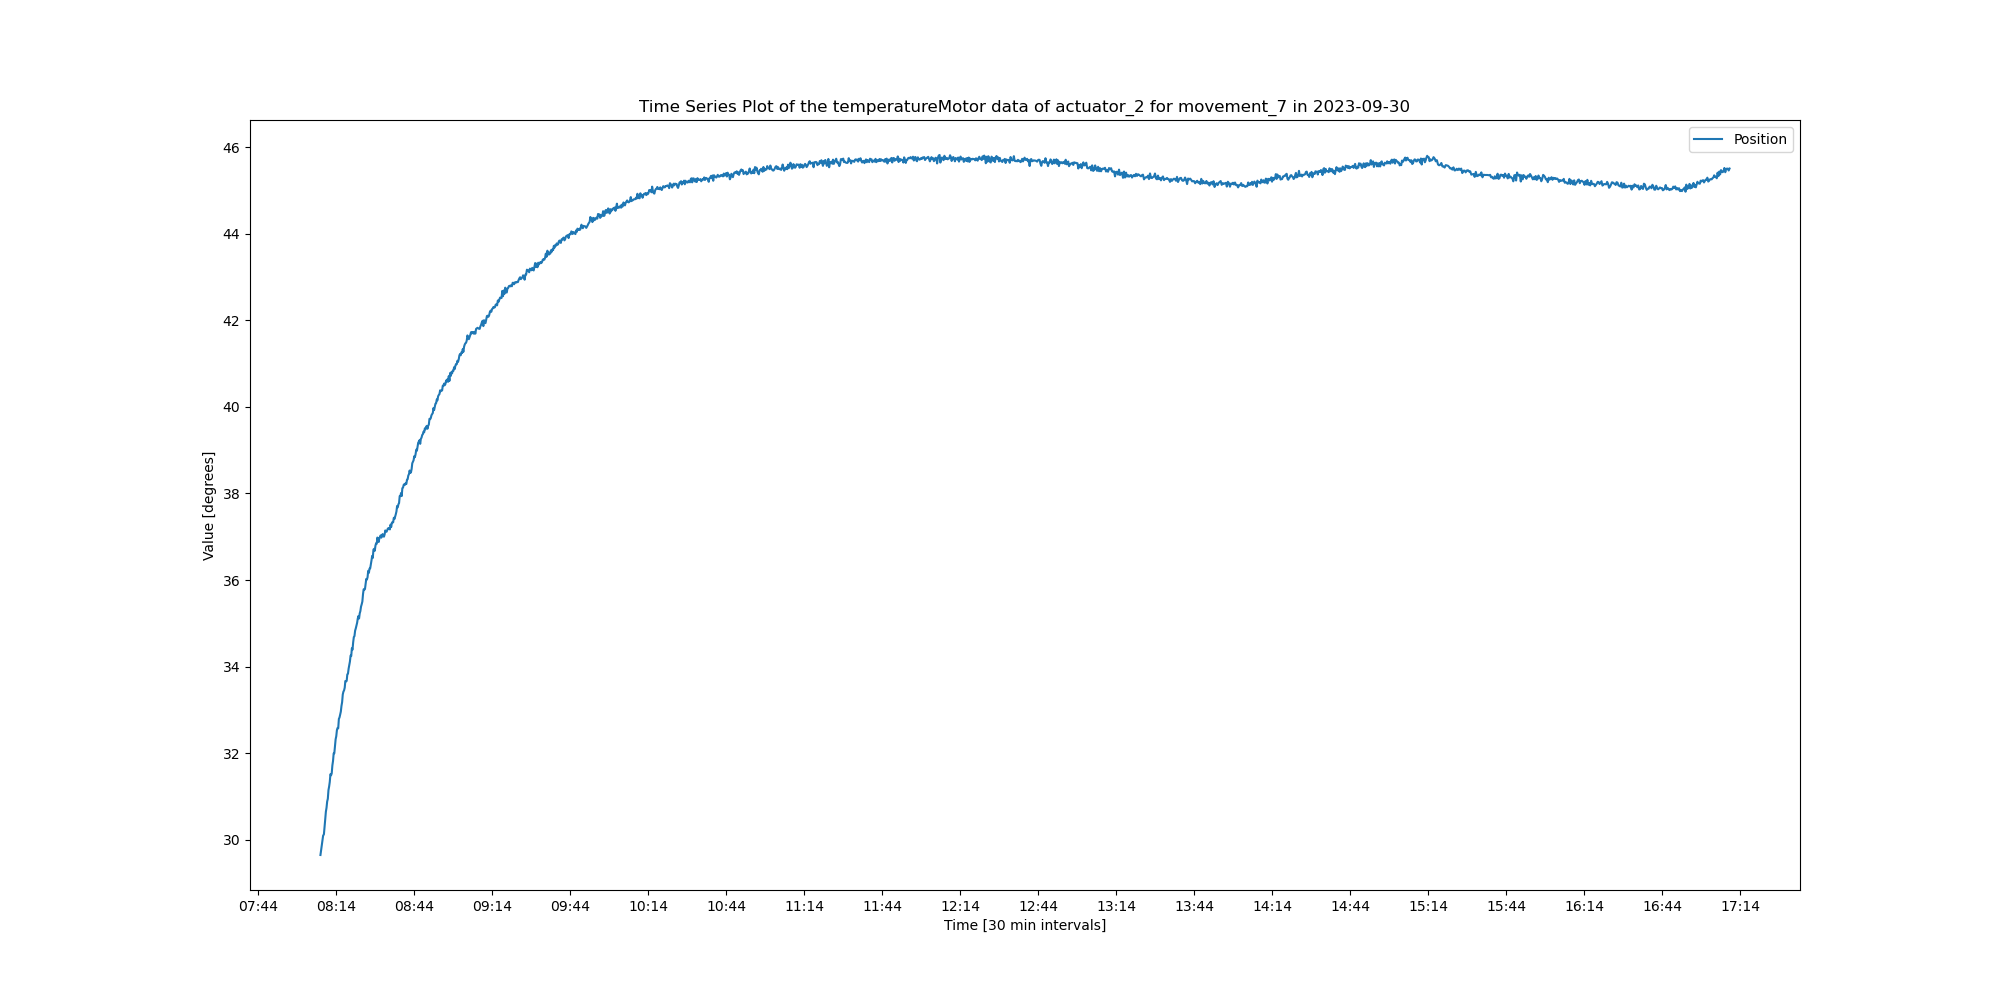 Time Series Plot of the temperatureMotor data of actuator_2 for movement_7 in 2023-09-30
Position
46
44
42
40
38
36
34
32
30
Value [degrees]
07:44 08:14 08:44 09:14 09:44 10:14 10:44 11:14 11:44 12:14 12:44 13:14 13:44 14:14 14:44 15:14 15:44 16:14 16:44 17:14
Time [30 min intervals]